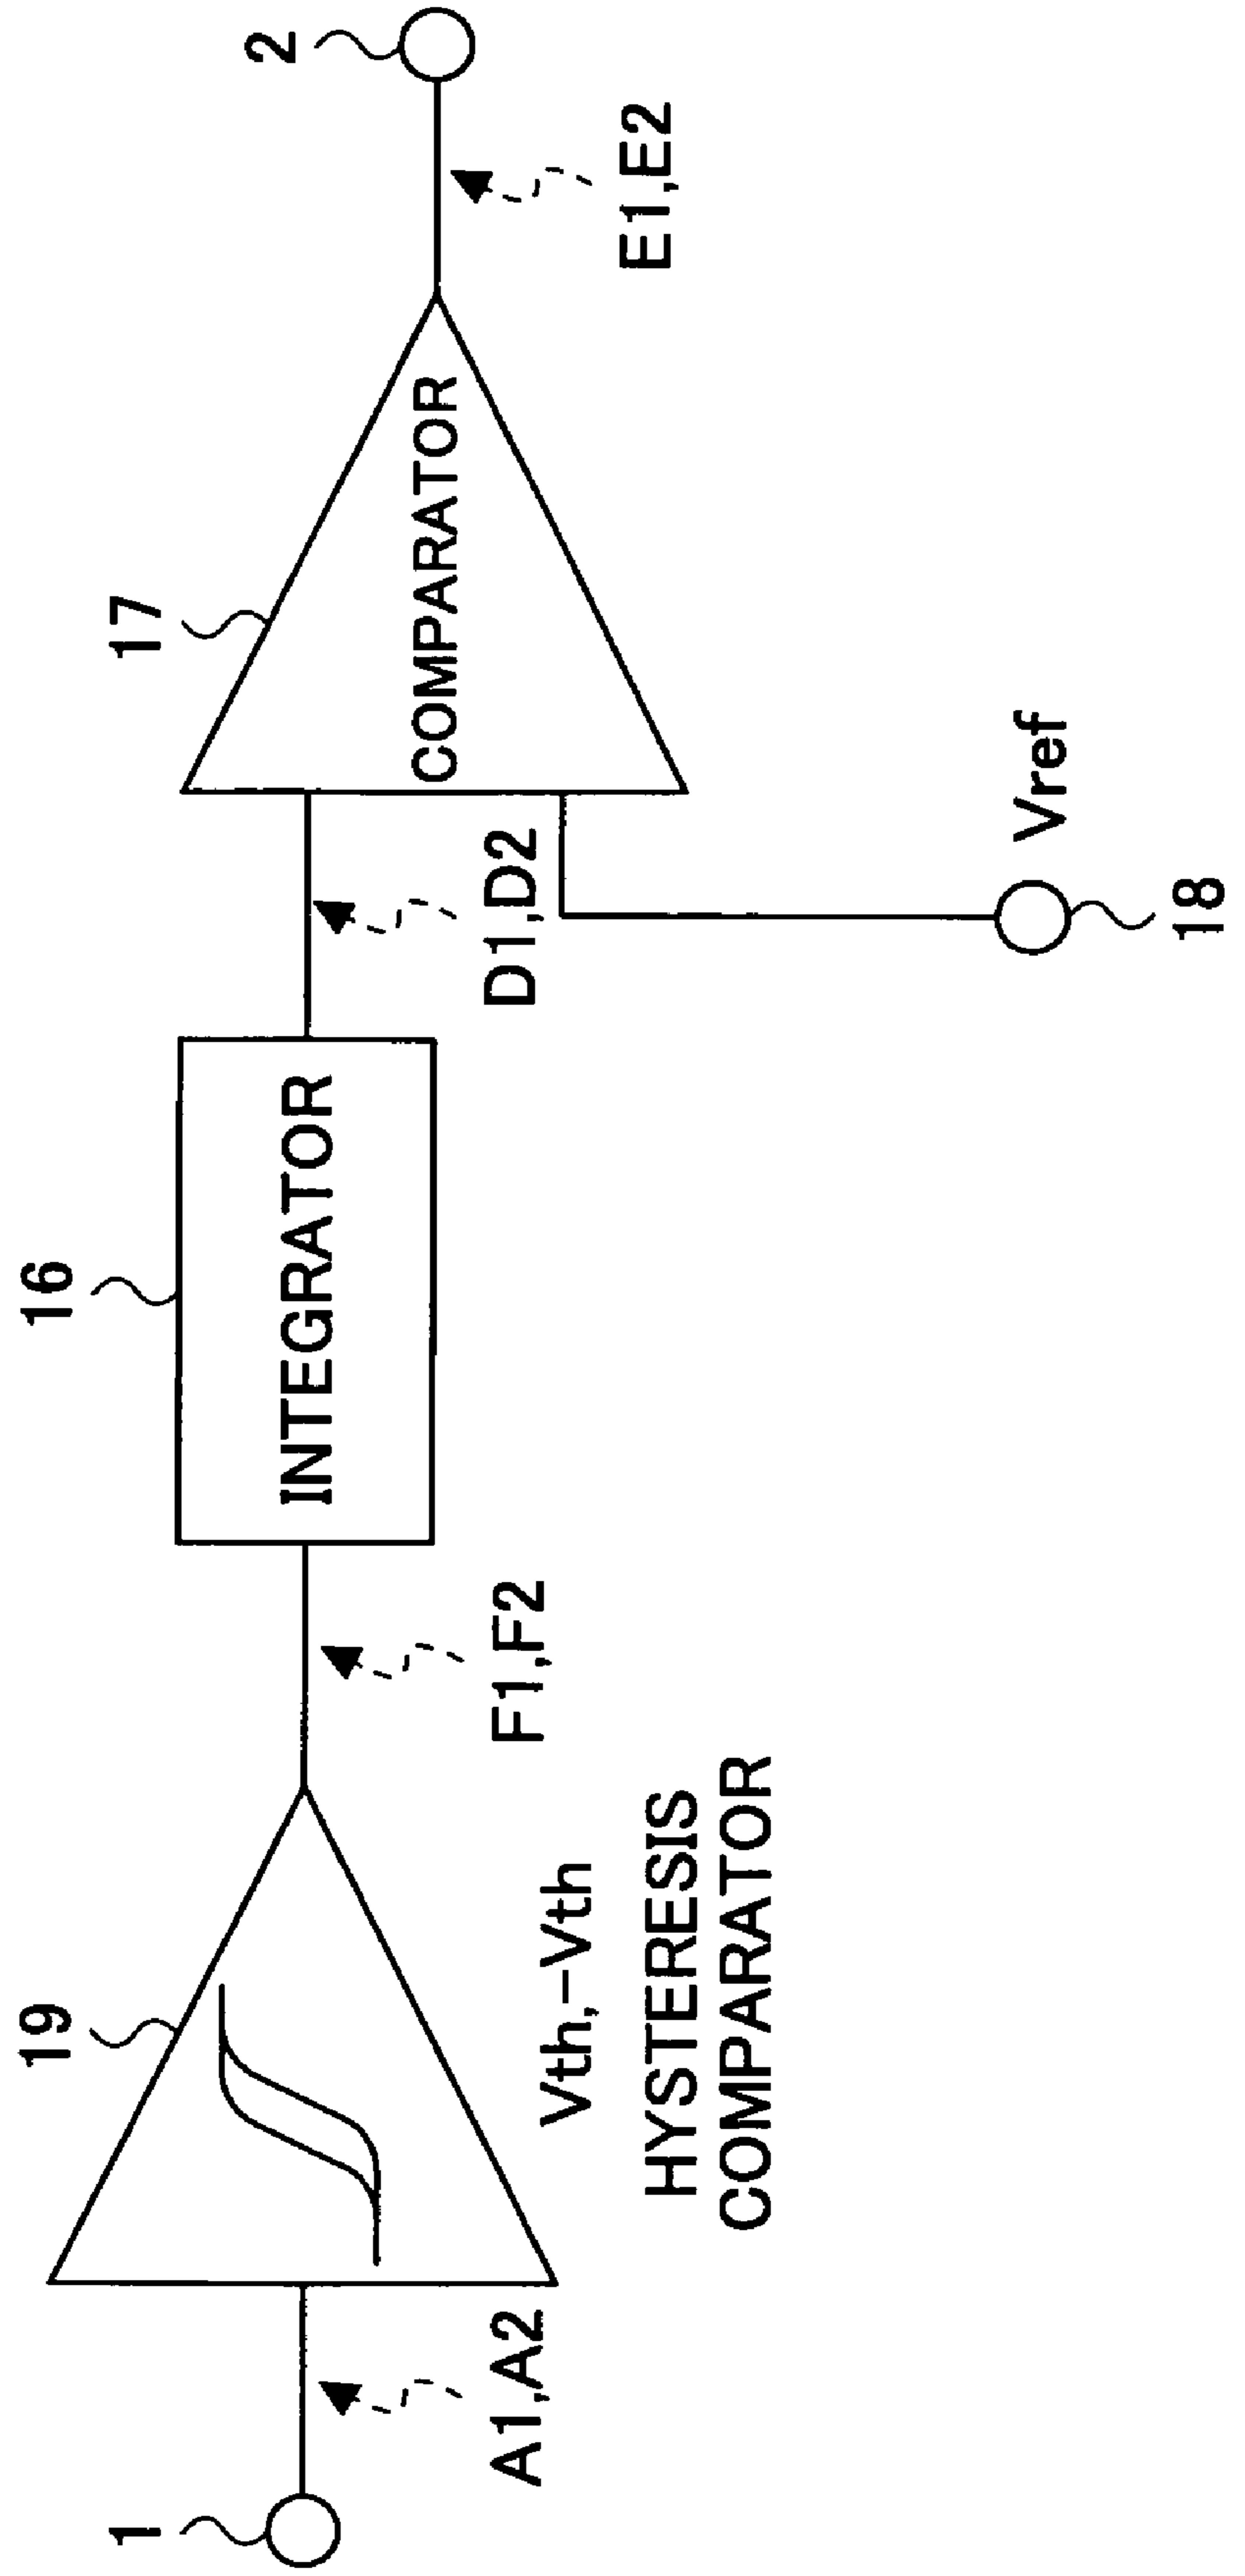 1
A1,A2
19
Vth,−Vth
HYSTERESIS
COMPARATOR
F1,F2
16
INTEGRATOR
D1,D2
17
COMPARATOR
Vref
18
E1,E2
2